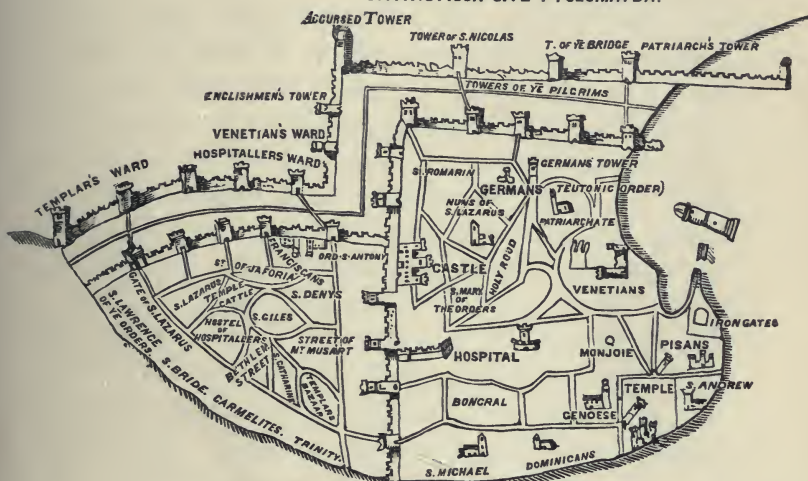 ACCURSED TOWER
TOWER OF S. NICOLAS
T. OF YE BRIDGE
PATRIARCH'S TOWER
TOWERS OF YE PILGRIMS
ENGLISHMEN'S TOWER
VENETIAN'S WARD
HOSPITALLERS WARD
TEMPLAR'S WARD
GERMANS TOWER
S. ROMARIN
GERMANS
(TEUTONIC ORDER)
NUNS OF
S. LAZARUS
PATRIARCHATE
HOLY ROOD
CASTLE
VENETIANS
S. MARY
OF
THE ORDERS
ORD. S. ANTONY
FRANCISCANS
ST OF JAFORIA
GATE OF S. LAZARUS
S. LAZARUS
TEMPLE
CATTLE
S. DENYS
S. GILES
HOSTEL
OF
HOSPITALLERS
STREET OF
MT MUSART
BETHLEM
STREET
S. CATHARINE
TEMPLARS
BAZAAR
S. LAWRENCE
OF YE ORDERS.
S. BRIDE. CARMELITES. TRINITY.
IRON GATES
HOSPITAL
MONJOIE
PISANS
TEMPLE
S. ANDREW
GENOESE
BONCRAL
S. MICHAEL
DOMINICANS